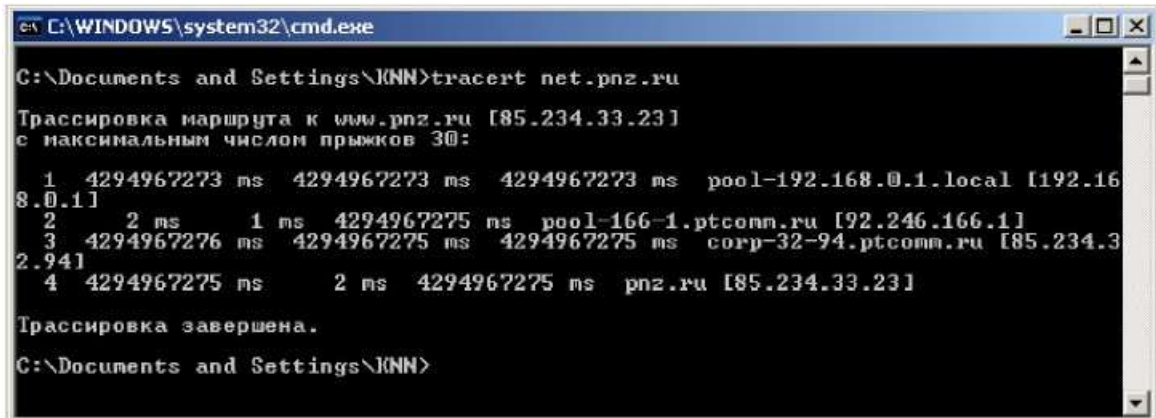 C:\WINDOWS\system32\cmd.exe
C:\Documents and Settings\KNN>tracert net.pnz.ru
Трассировка маршрута к www.pnz.ru [85.234.33.23]
с максимальным числом прыжков 30:
1 4294967273 ms 4294967273 ms 4294967273 ms pool-192.168.0.1.local [192.16
8.0.1]
2 2 ms 1 ms 4294967275 ms pool-166-1.ptcomm.ru [92.246.166.1]
3 4294967276 ms 4294967275 ms 4294967275 ms corp-32-94.ptcomm.ru [85.234.3
2.94]
4 4294967275 ms 2 ms 4294967275 ms pnz.ru [85.234.33.23]
Трассировка завершена.
C:\Documents and Settings\KNN>